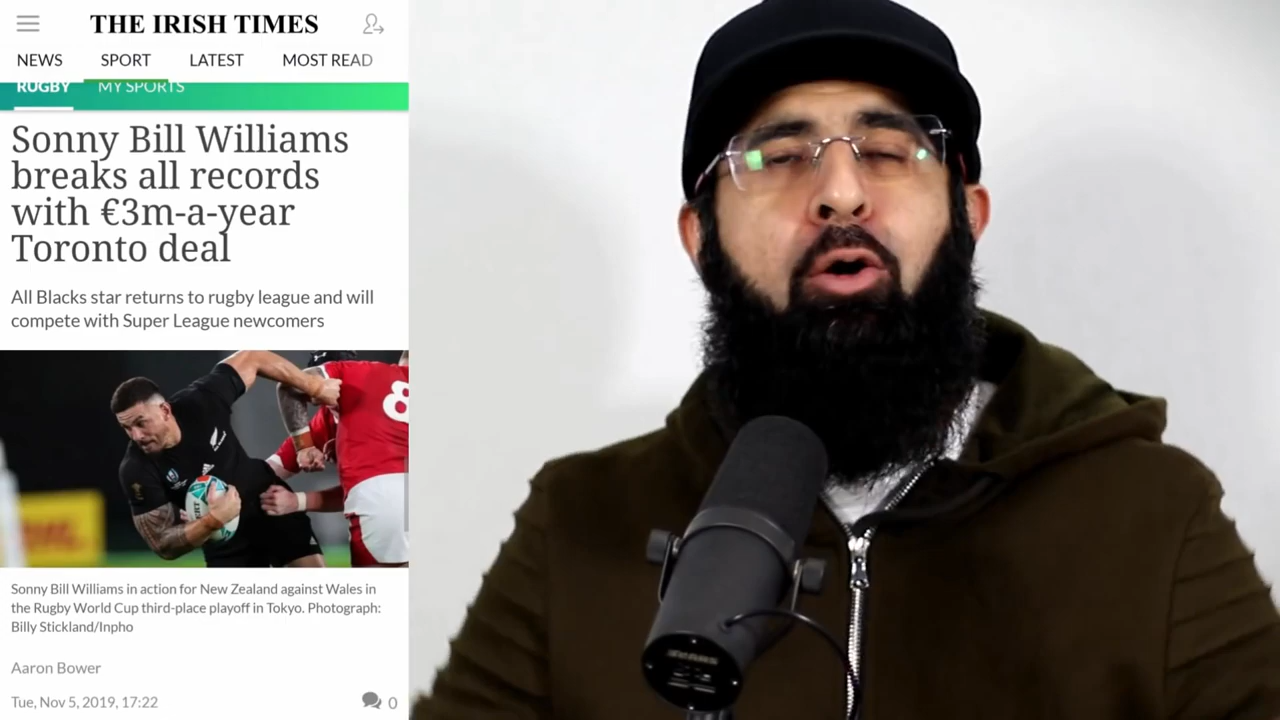 THE IRISH TIMES
NEWS SPORT LATEST MOST READ
RUGBY MY SPORTS
Sonny Bill Williams
breaks all records
with €3m-a-year
Toronto deal
All Blacks star returns to rugby league and will
compete with Super League newcomers
8
Sonny Bill Williams in action for New Zealand against Wales in
the Rugby World Cup third-place playoff in Tokyo. Photograph:
Billy Stickland/Inpho
Aaron Bower
Tue, Nov 5, 2019, 17:22
0